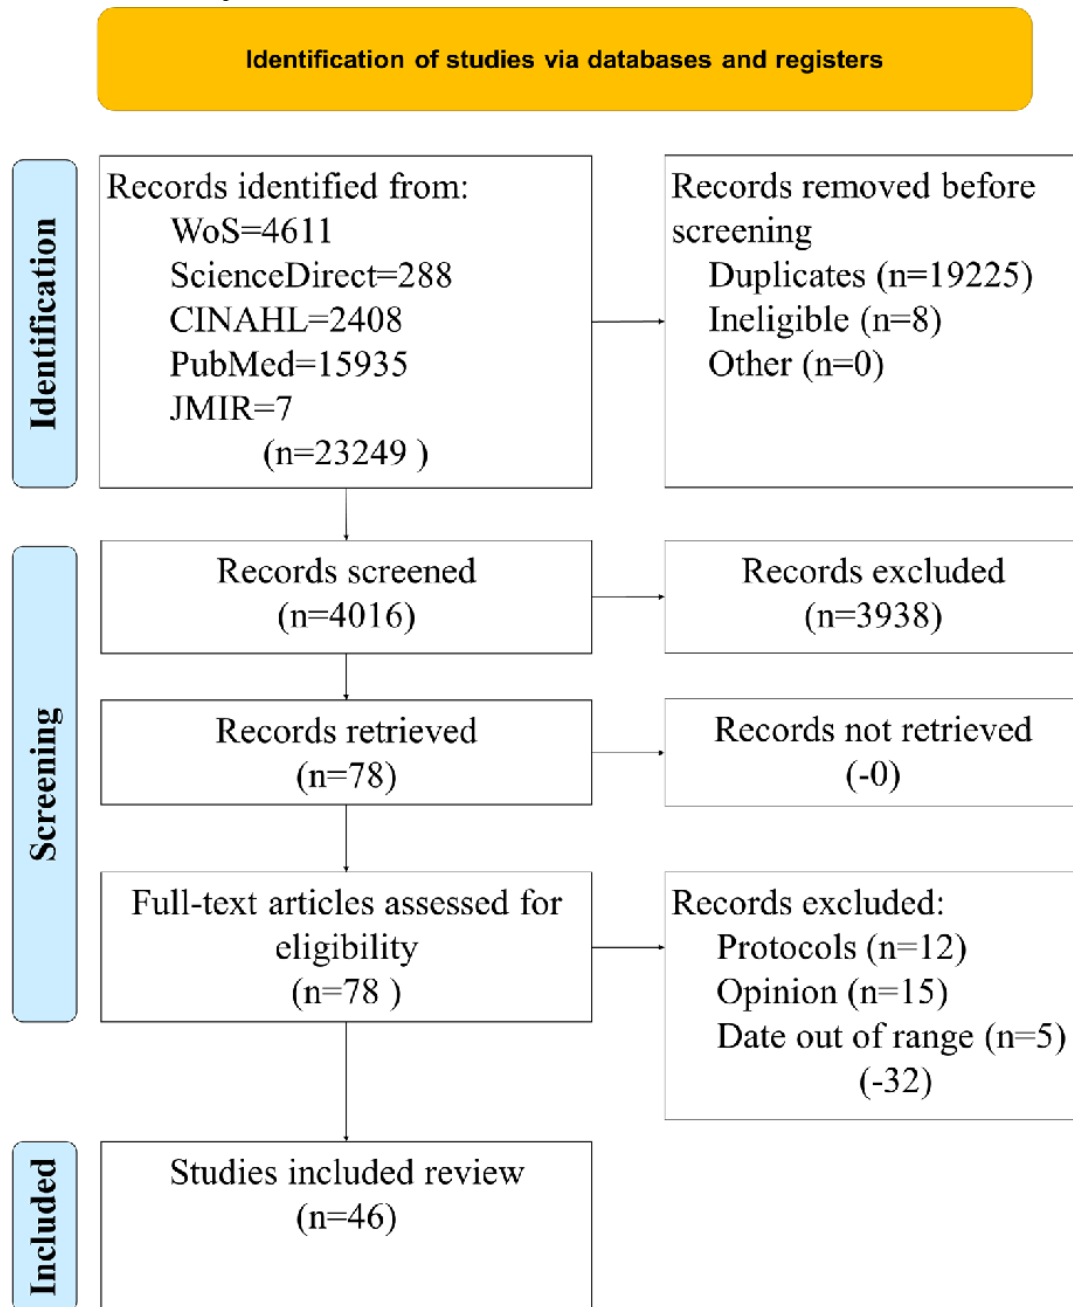 Identification of studies via databases and registers
Identification
Records identified from:
WoS=4611
ScienceDirect=288
CINAHL=2408
PubMed=15935
JMIR=7
(n=23249 )
Records removed before
screening
Duplicates (n=19225)
Ineligible (n=8)
Other (n=0)
Screening
Records screened
(n=4016)
Records excluded
(n=3938)
Records retrieved
(n=78)
Records not retrieved
(-0)
Full-text articles assessed for
eligibility
(n=78 )
Records excluded:
Protocols (n=12)
Opinion (n=15)
Date out of range (n=5)
(-32)
Included
Studies included review
(n=46)